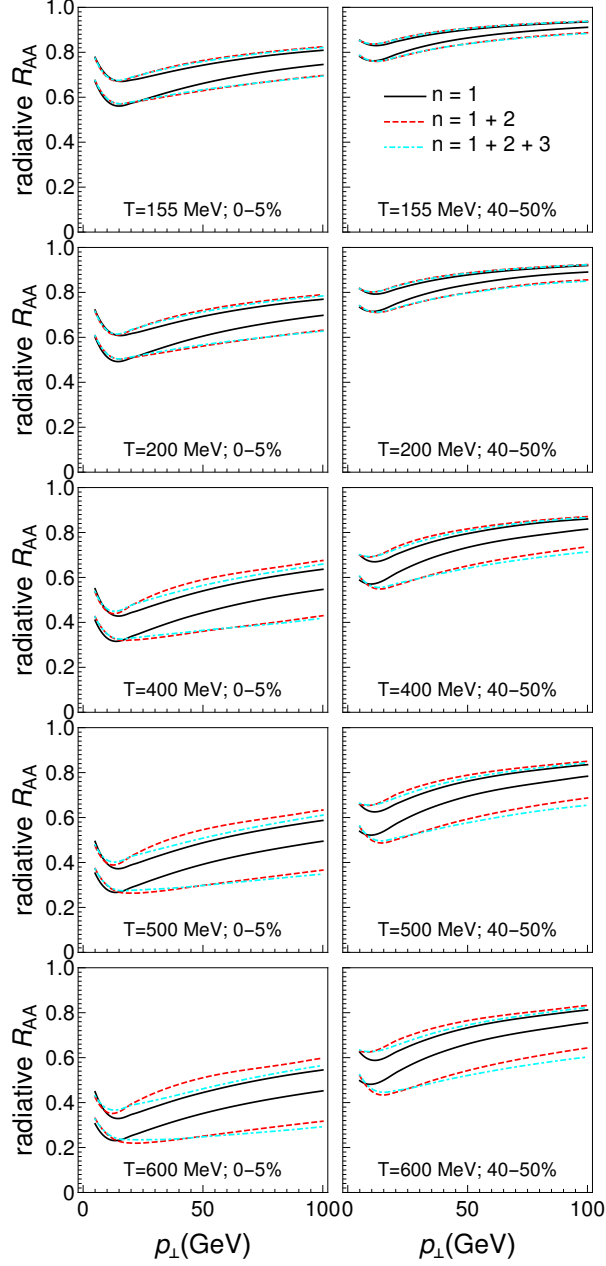 1.0
0.8
0.6
0.4
0.2
0
radiative R_AA
T=155 MeV; 0−5%
n = 1
n = 1 + 2
n = 1 + 2 + 3
T=155 MeV; 40−50%
1.0
0.8
0.6
0.4
0.2
0
radiative R_AA
T=200 MeV; 0−5%
T=200 MeV; 40−50%
1.0
0.8
0.6
0.4
0.2
0
radiative R_AA
T=400 MeV; 0−5%
T=400 MeV; 40−50%
1.0
0.8
0.6
0.4
0.2
0
radiative R_AA
T=500 MeV; 0−5%
T=500 MeV; 40−50%
1.0
0.8
0.6
0.4
0.2
0
radiative R_AA
T=600 MeV; 0−5%
T=600 MeV; 40−50%
0 50 100 0 50 100
p⊥(GeV) p⊥(GeV)